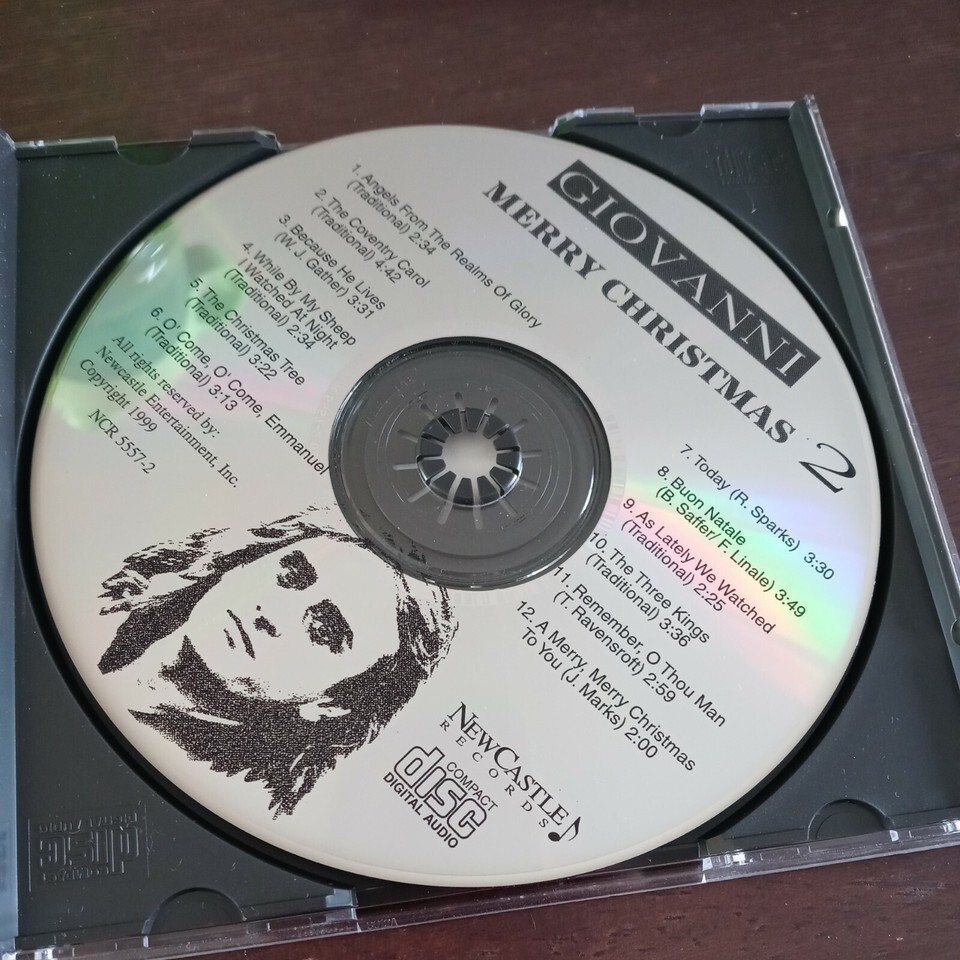 GIOVANNI
MERRY CHRISTMAS 2
1. Angels From The Realms Of Glory
(Traditional) 2:34
2. The Coventry Carol
(Traditional) 4:42
3. Because He Lives
(W. J. Gather) 3:31
4. While By My Sheep
I Watched At Night
(Traditional) 2:34
5. The Christmas Tree
(Traditional) 3:22
6. O' Come, O' Come, Emmanuel
(Traditional) 3:13
All rights reserved by:
Newcastle Entertainment, Inc.
Copyright 1999
NCR 5557-2
7. Today (R. Sparks) 3:30
8. Buon Natale
(B. Saffer/ F. Linale) 3:49
9. As Lately We Watched
(Traditional) 2:25
10. The Three Kings
(Traditional) 3:36
11. Remember, O Thou Man
(T. Ravensroft) 2:59
12. A Merry, Merry Christmas
To You (J. Marks) 2:00
NEWCASTLE
RECORDS
COMPACT
disc
DIGITAL AUDIO
COMPACT
disc
DIGITAL AUDIO